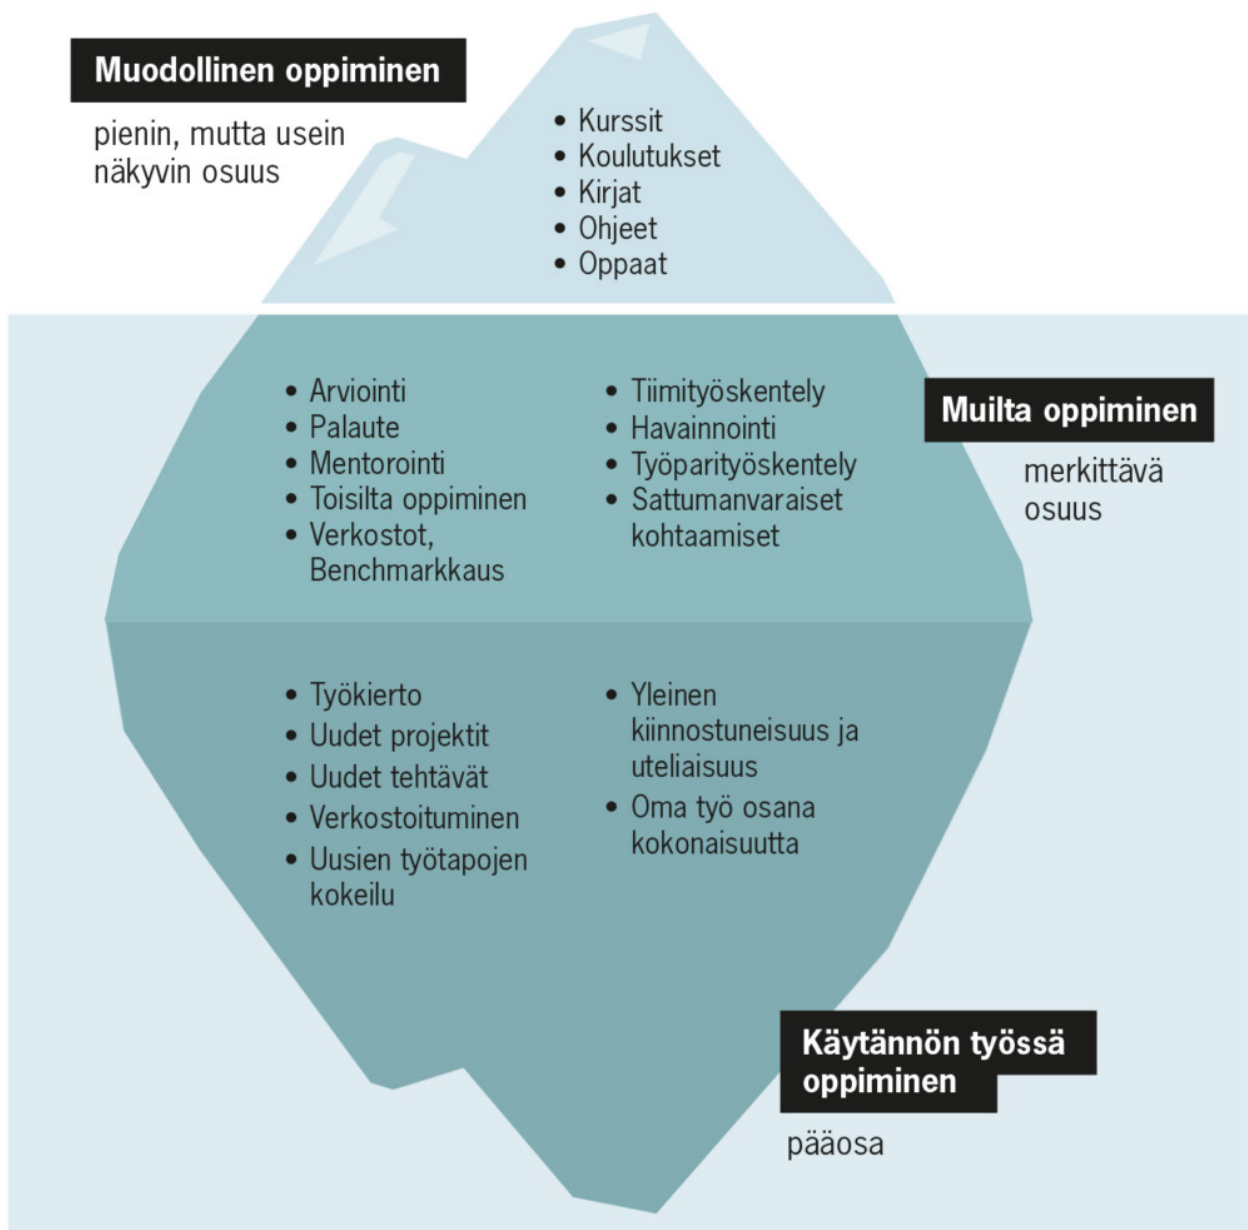 Muodollinen oppiminen
pienin, mutta usein
näkyvin osuus
• Kurssit
• Koulutukset
• Kirjat
• Ohjeet
• Oppaat
• Arviointi
• Palaute
• Mentorointi
• Toisilta oppiminen
• Verkostot,
Benchmarkkaus
• Tiimityöskentely
• Havainnointi
• Työparityöskentely
• Sattumanvaraiset
kohtaamiset
Muilta oppiminen
merkittävä
osuus
• Työkierto
• Uudet projektit
• Uudet tehtävät
• Verkostoituminen
• Uusien työtapojen
kokeilu
• Yleinen
kiinnostuneisuus ja
uteliaisuus
• Oma työ osana
kokonaisuutta
Käytännön työssä
oppiminen
pääosa